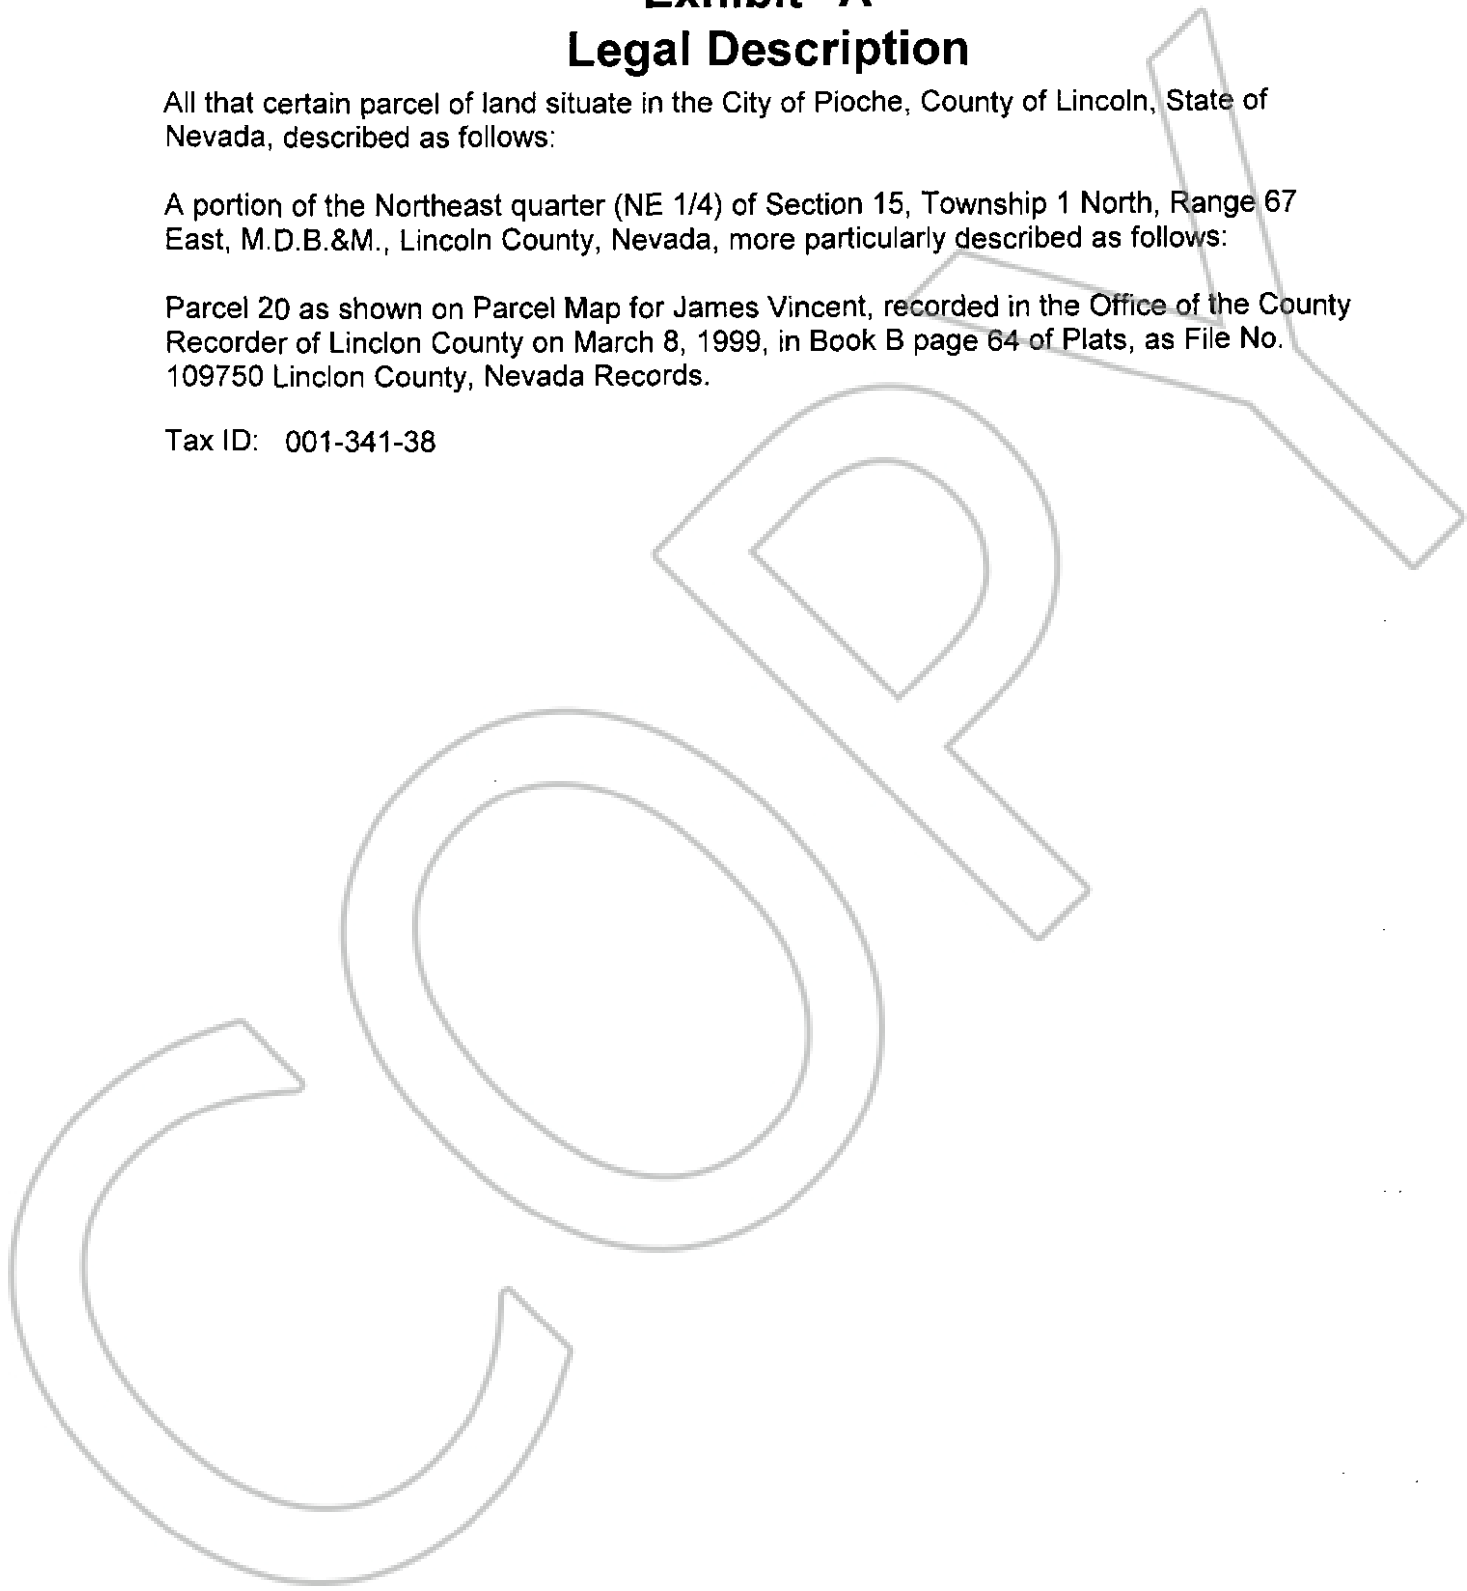 Exhibit "A"
Legal Description
All that certain parcel of land situate in the City of Pioche, County of Lincoln, State of
Nevada, described as follows:
A portion of the Northeast quarter (NE 1/4) of Section 15, Township 1 North, Range 67
East, M.D.B.&M., Lincoln County, Nevada, more particularly described as follows:
Parcel 20 as shown on Parcel Map for James Vincent, recorded in the Office of the County
Recorder of Linclon County on March 8, 1999, in Book B page 64 of Plats, as File No.
109750 Linclon County, Nevada Records.
Tax ID: 001-341-38
COPY